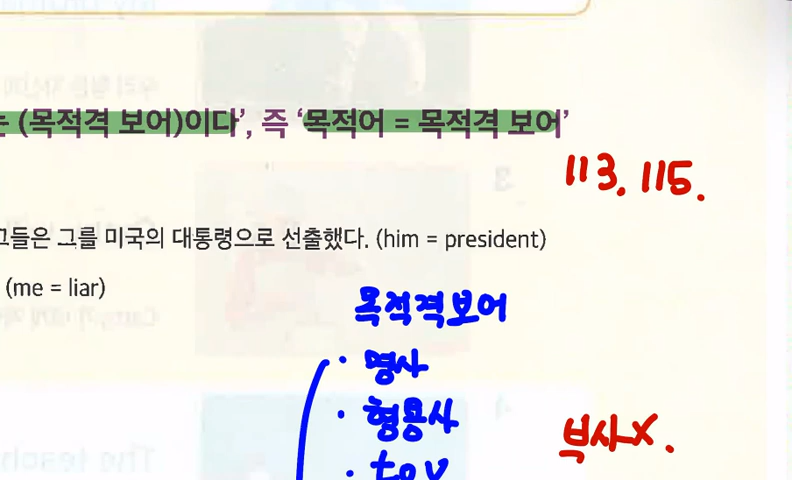 는 (목적격 보어)이다’, 즉 ‘목적어 = 목적격 보어’
113. 115.
그들은 그를 미국의 대통령으로 선출했다. (him = president)
(me = liar)
목적격보어
· 명사
· 형용사
부사X.
· to V